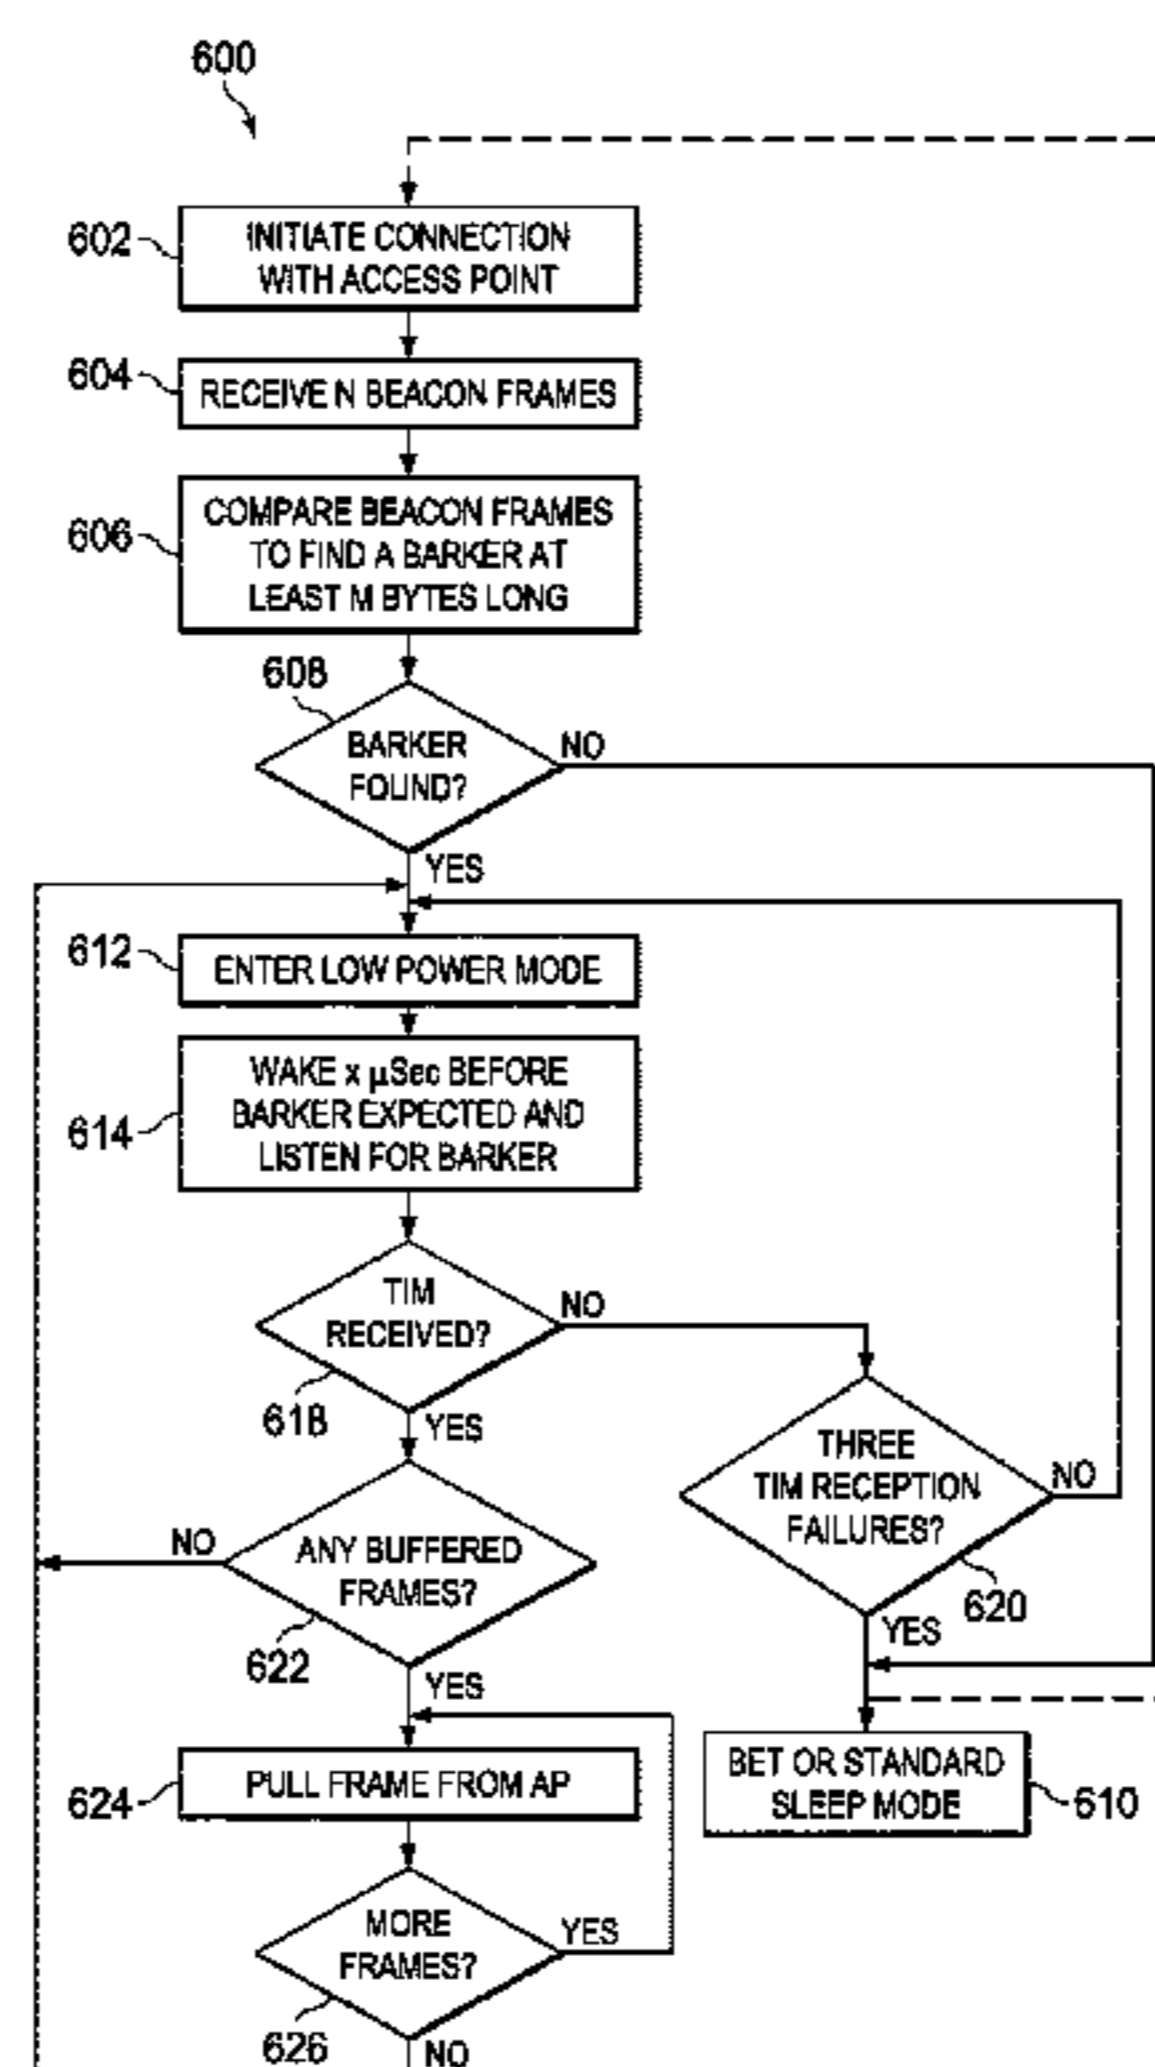 600
602
INITIATE CONNECTION
WITH ACCESS POINT
604
RECEIVE N BEACON FRAMES
606
COMPARE BEACON FRAMES
TO FIND A BARKER AT
LEAST M BYTES LONG
608
BARKER
FOUND?
NO
YES
612
ENTER LOW POWER MODE
614
WAKE x µSec BEFORE
BARKER EXPECTED AND
LISTEN FOR BARKER
TIM
RECEIVED?
NO
618
YES
THREE
TIM RECEPTION
FAILURES?
NO
620
YES
NO
ANY BUFFERED
FRAMES?
622
YES
624
PULL FRAME FROM AP
BET OR STANDARD
SLEEP MODE
610
MORE
FRAMES?
YES
626
NO